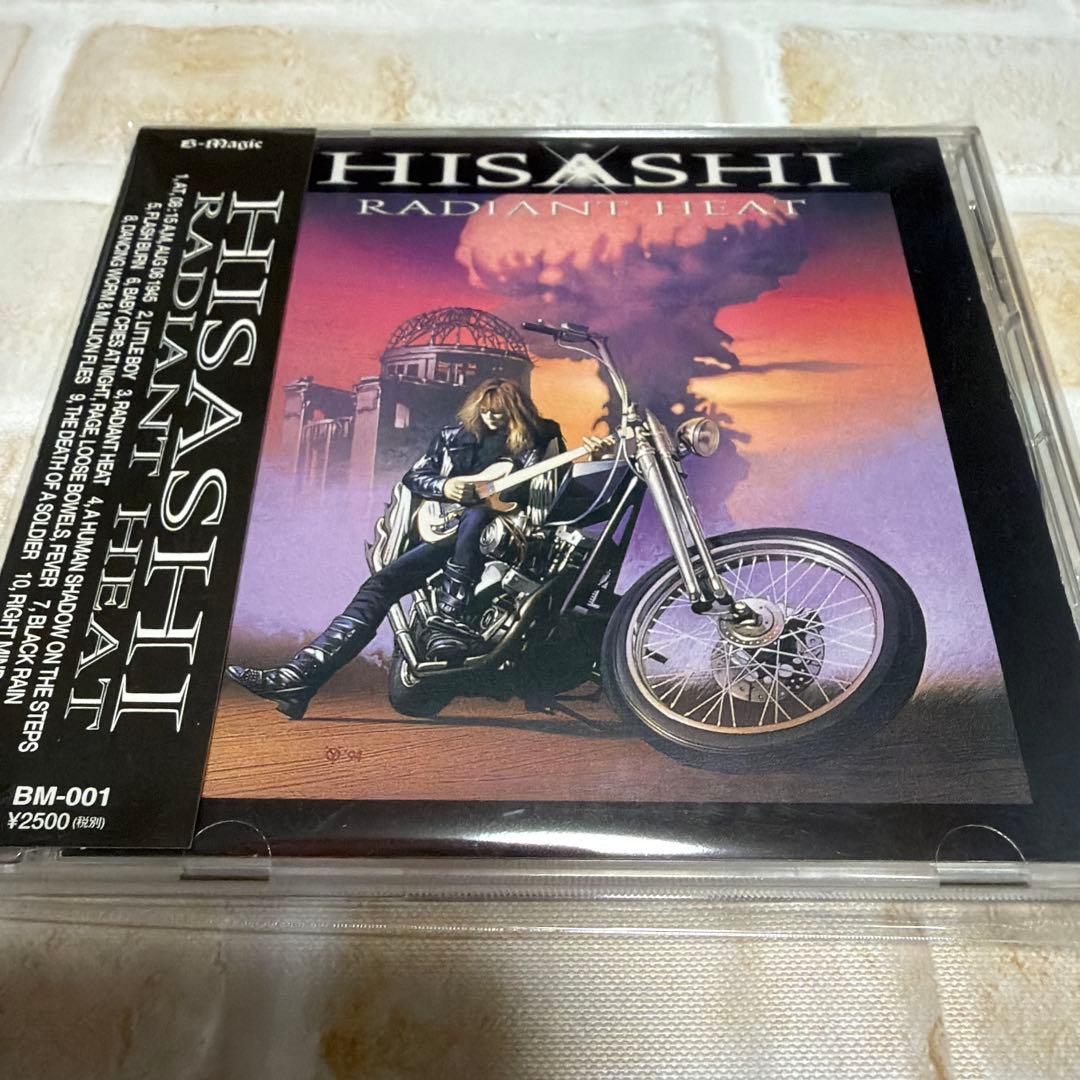 HISASHI
RADIANT HEAT
B-Magic
HISASHI
RADIANT HEAT
1,AT,08:15 AM,AUG 06 1945 2,LITTLE BOY 3,RADIANT HEAT 4,A HUMAN SHADOW ON THE STEPS
5,FLASH BURN 6,BABY CRIES AT NIGHT, RAGE, LOOSE BOWELS, FEVER 7,BLACK RAIN
8,DANCING WORM & MILLION FLIES 9,THE DEATH OF A SOLDIER 10,RIGHT
BM-001
¥2500(税別)
'94